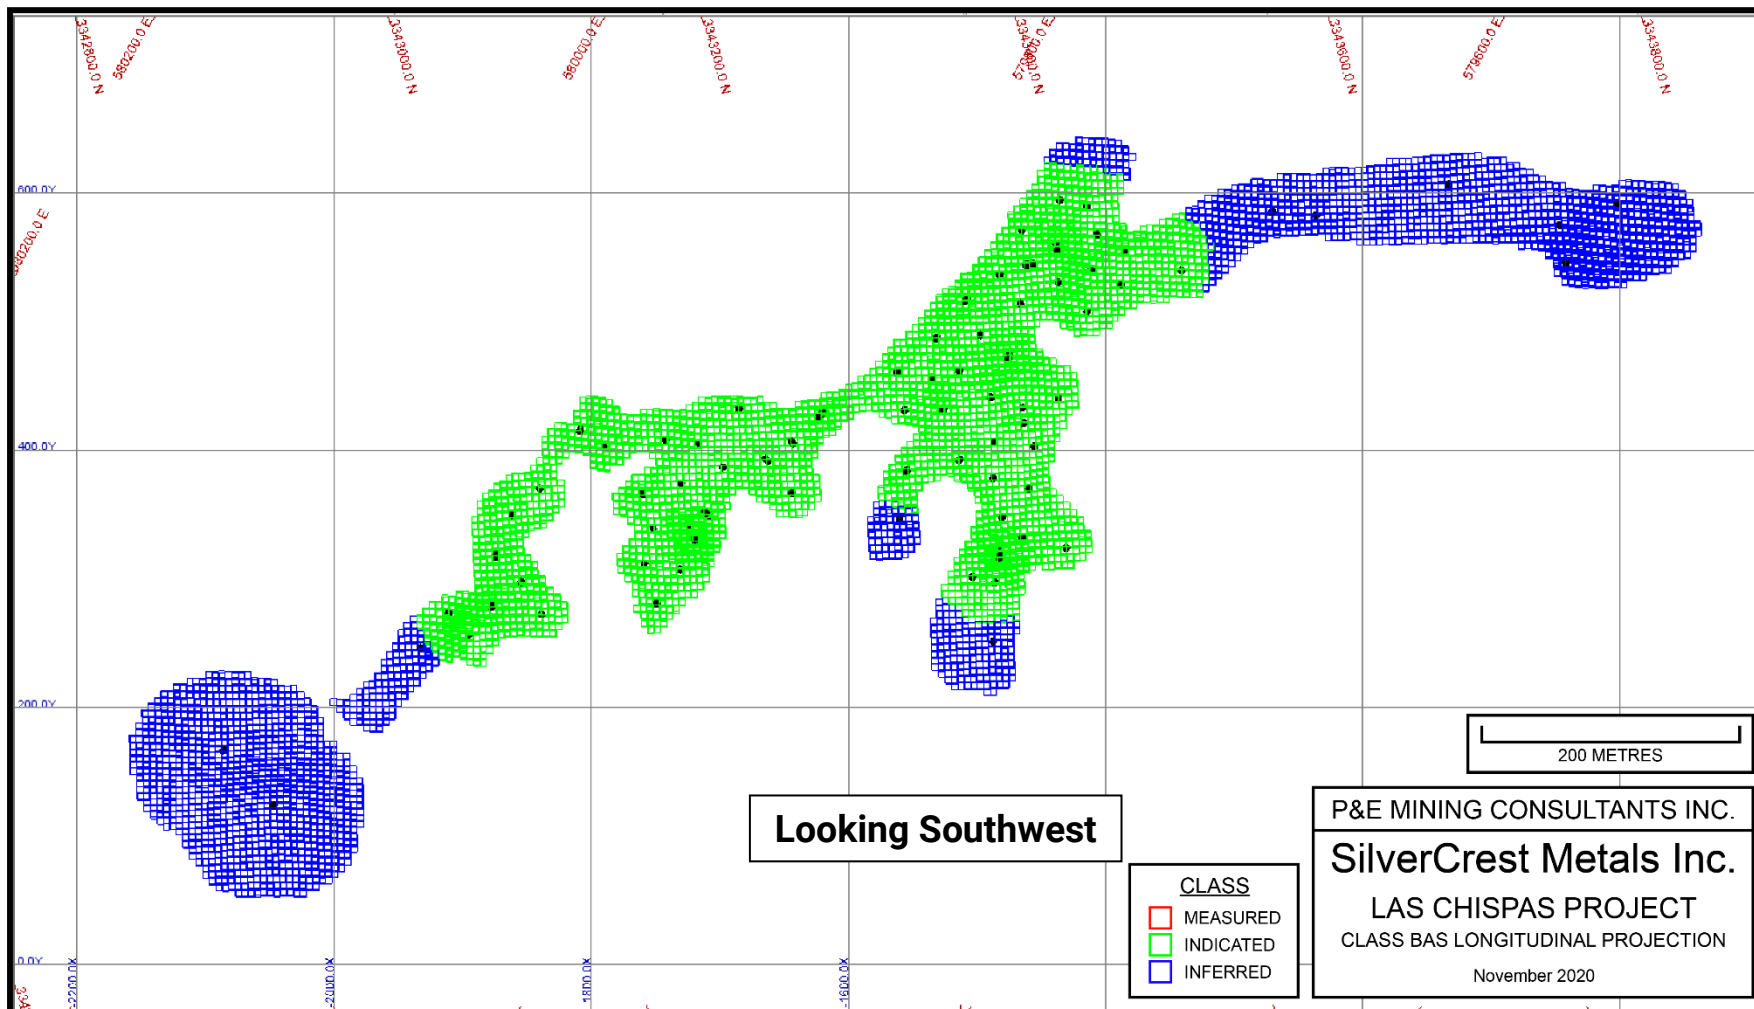 3342800.0 N
580200.0 E
3343000.0 N
580000.0 E
3343200.0 N
579800.0 E
3343600.0 N
579600.0 E
3343800.0 N
600.0Y
580200.0 E
400.0Y
200.0Y
200 METRES
Looking Southwest
P&E MINING CONSULTANTS INC.
SilverCrest Metals Inc.
LAS CHISPAS PROJECT
CLASS BAS LONGITUDINAL PROJECTION
November 2020
CLASS
MEASURED
INDICATED
INFERRED
0.0Y
-2200.0X
-2000.0X
-1800.0X
-1600.0X